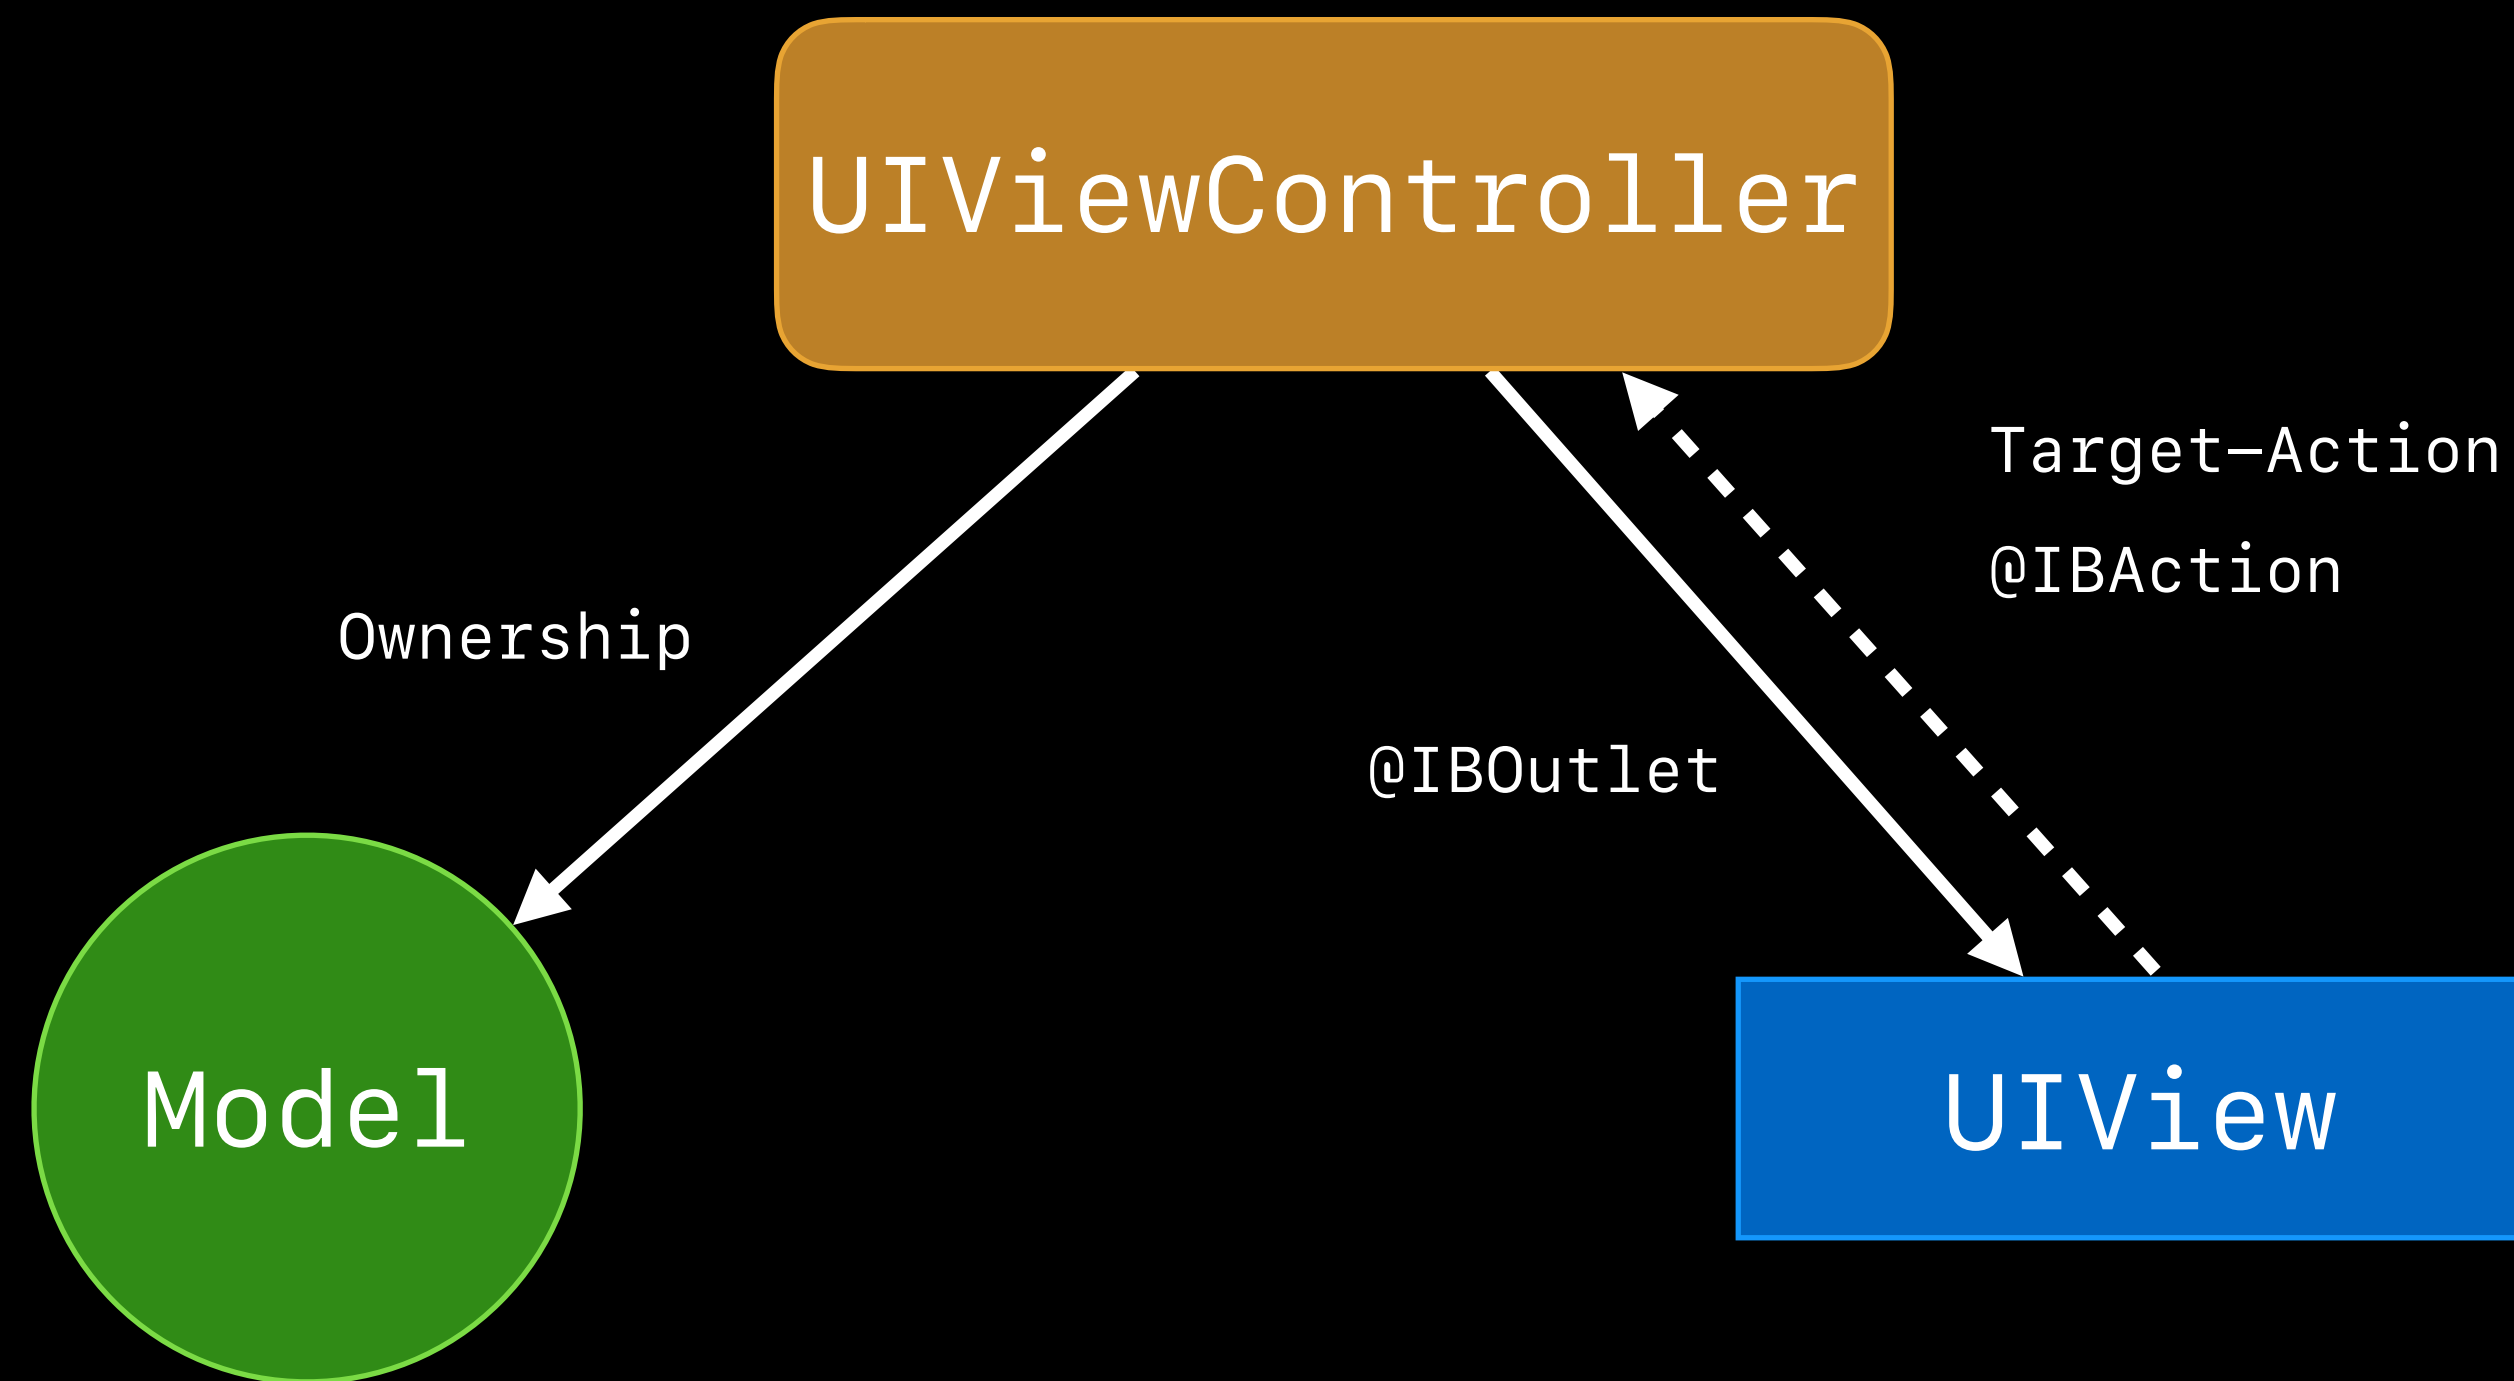 UIViewController
Target-Action
@IBAction
Ownership
@IBOutlet
Model
UIView